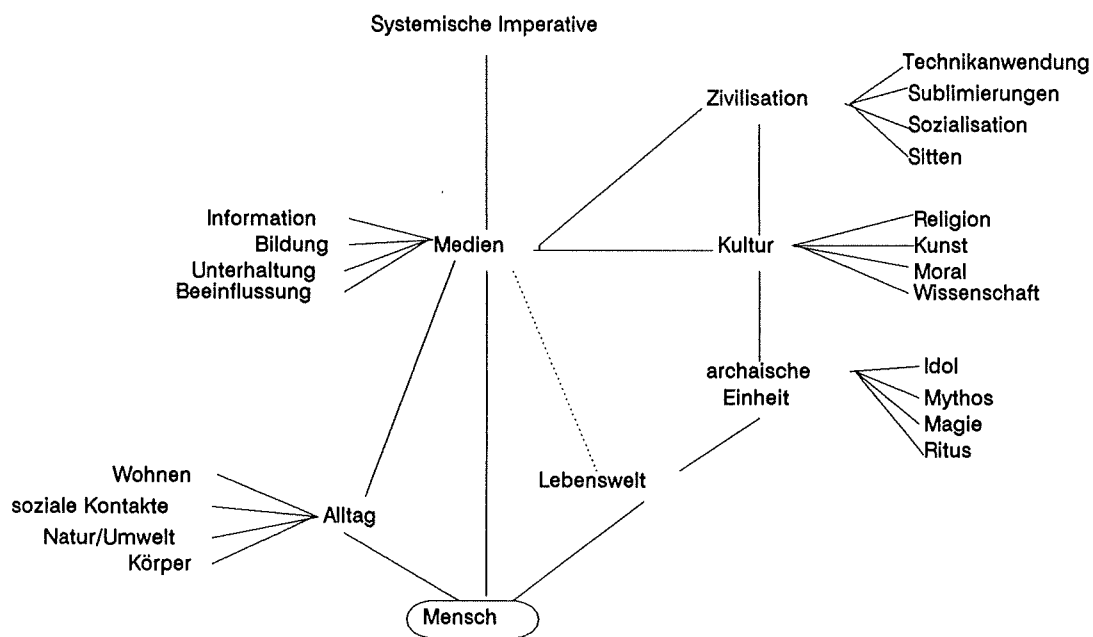 Systemische Imperative
Technikanwendung
Zivilisation
Sublimierungen
Sozialisation
Sitten
Information
Bildung
Unterhaltung
Beeinflussung
Medien
Kultur
Religion
Kunst
Moral
Wissenschaft
archaische
Einheit
Idol
Mythos
Magie
Ritus
Lebenswelt
Wohnen
soziale Kontakte
Natur/Umwelt
Körper
Alltag
Mensch